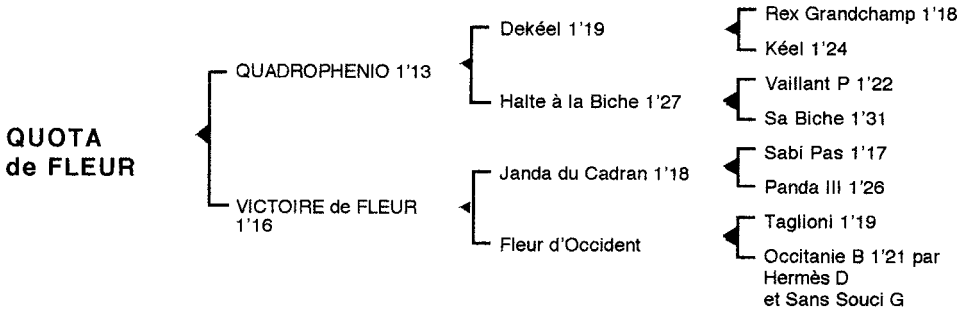 QUOTA
de FLEUR
QUADROPHENIO 1'13
VICTOIRE de FLEUR
1'16
Dekéel 1'19
Halte à la Biche 1'27
Janda du Cadran 1'18
Fleur d'Occident
Rex Grandchamp 1'18
Kéel 1'24
Vaillant P 1'22
Sa Biche 1'31
Sabi Pas 1'17
Panda III 1'26
Taglioni 1'19
Occitanie B 1'21 par
Hermès D
et Sans Souci G